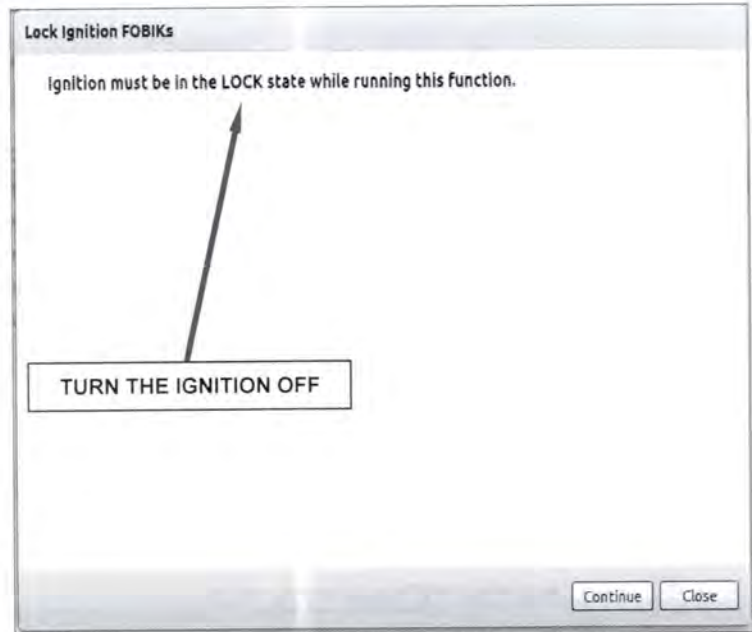 Lock Ignition FOBIKs
Ignition must be in the LOCK state while running this function.
TURN THE IGNITION OFF
Continue
Close